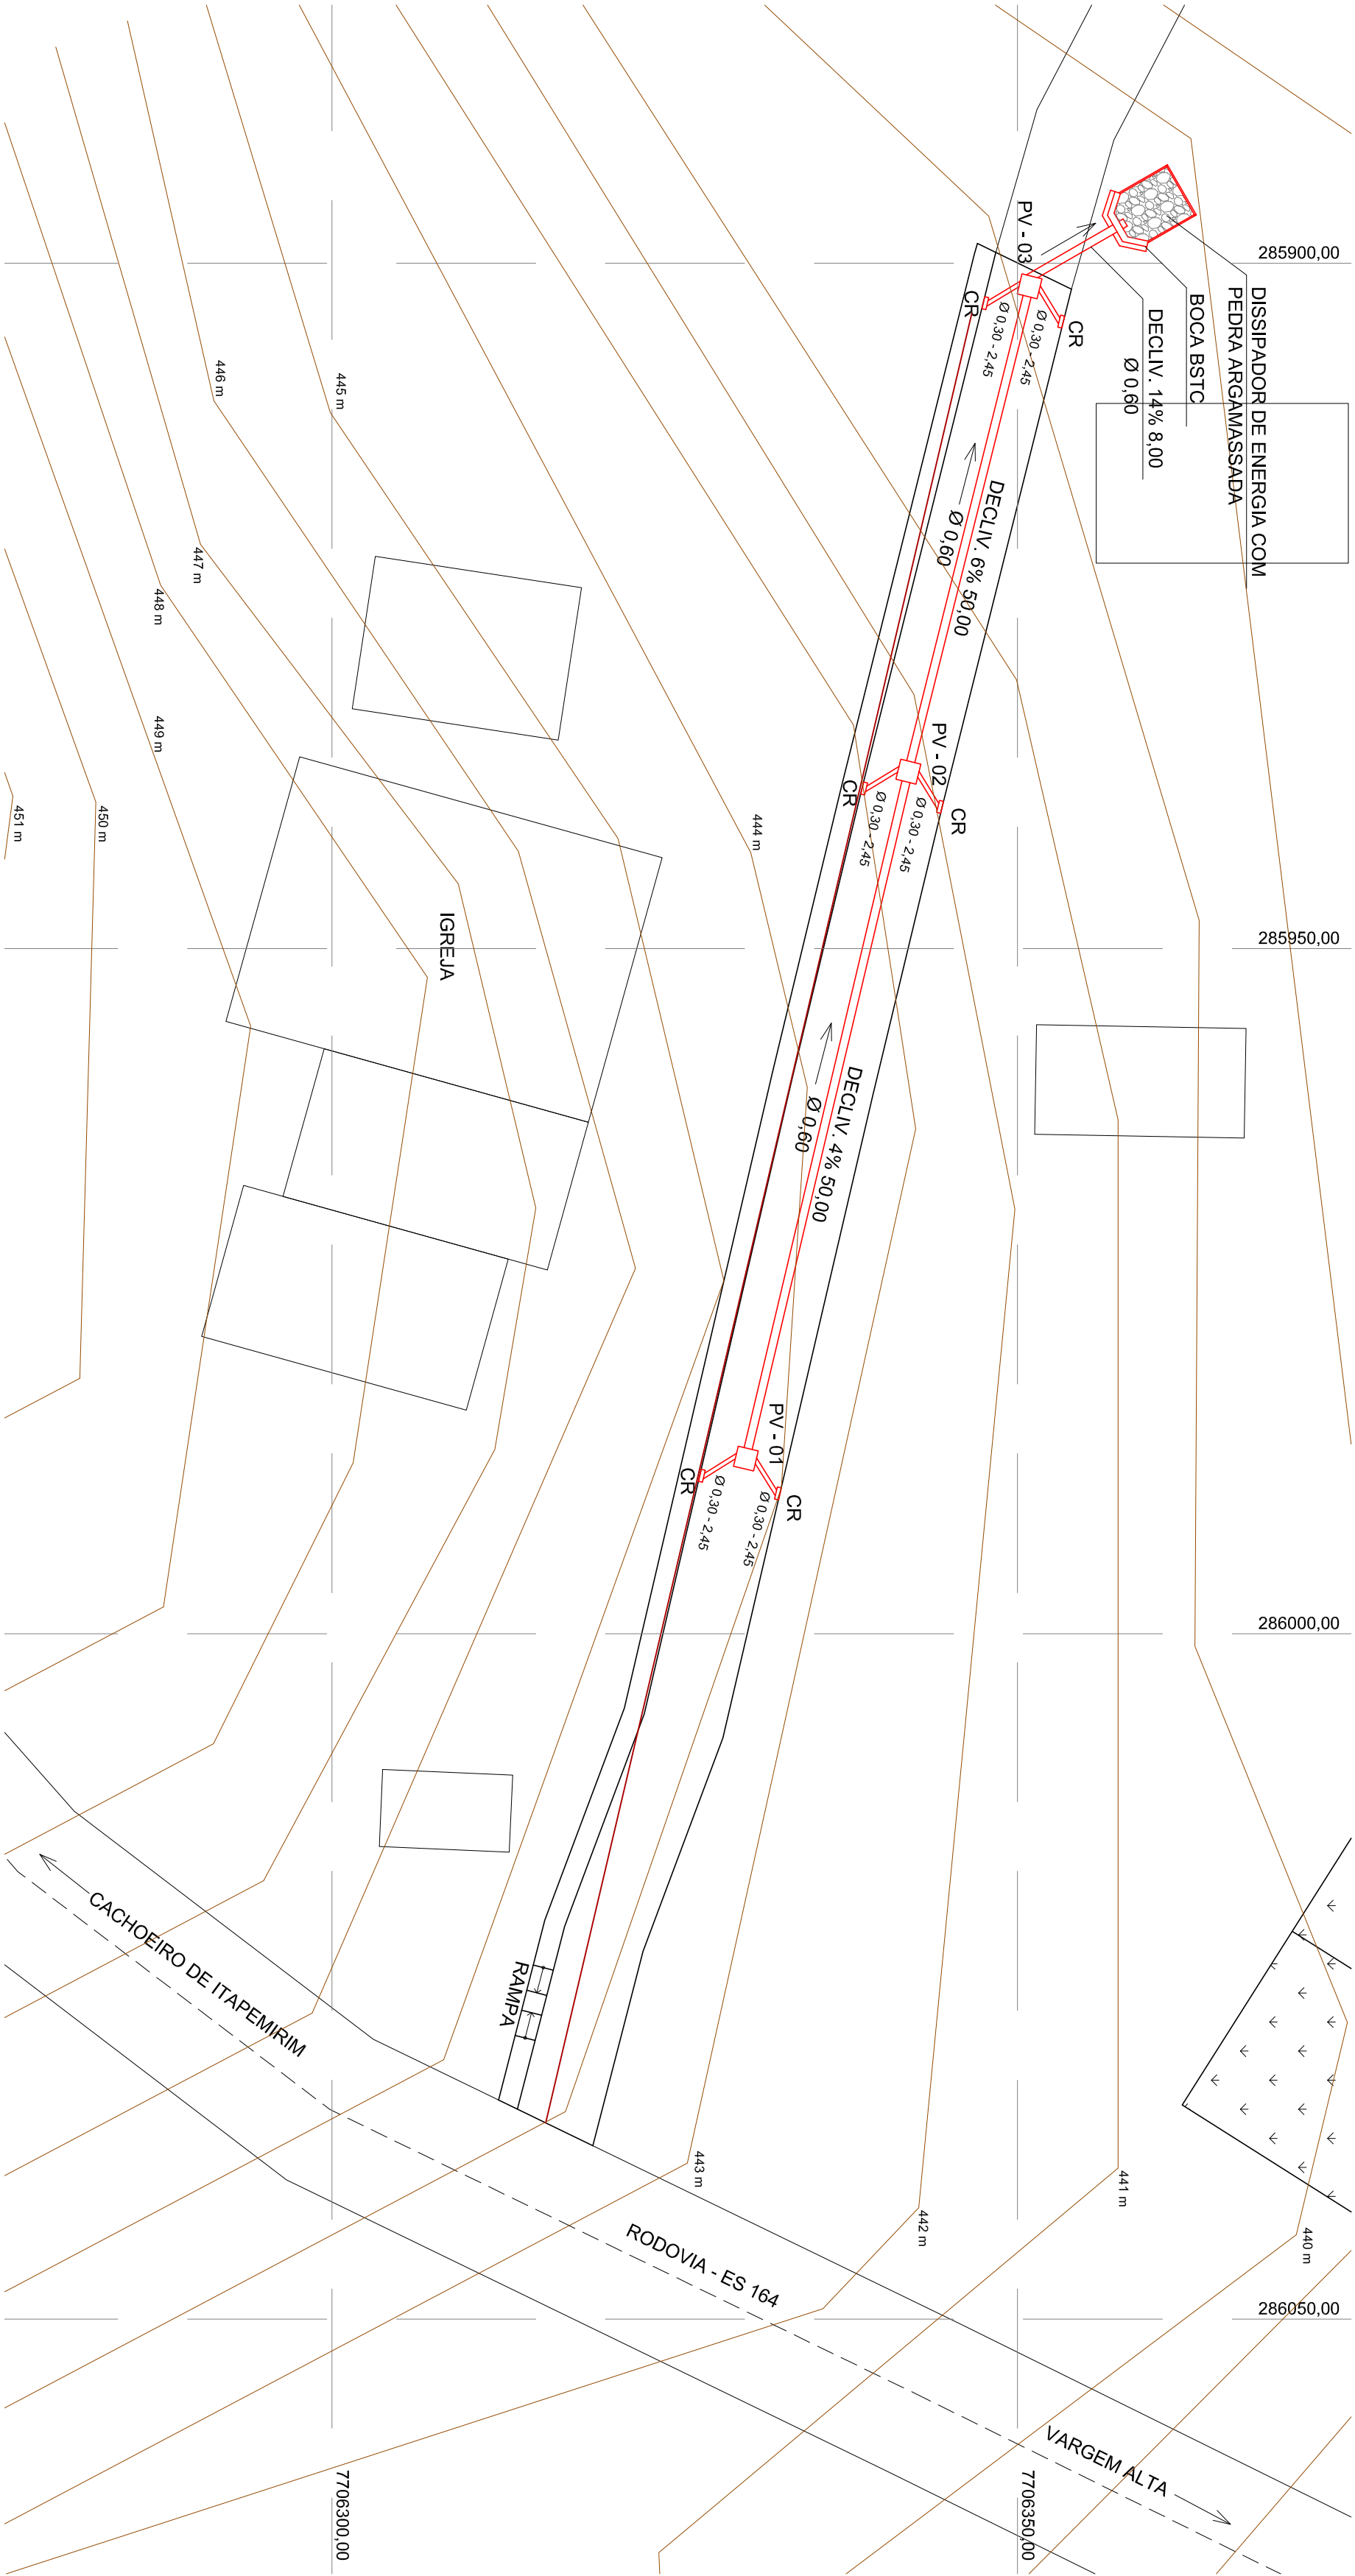 285900,00
DISSIPADOR DE ENERGIA COM
PEDRA ARGAMASSADA
BOCA BSTC
DECLIV. 14% 8,00
Ø 0,60
PV - 03
CR
Ø 0,30 - 2,45
CR
Ø 0,30 - 2,45
DECLIV. 6% 50,00
Ø 0,60
446 m
445 m
447 m
448 m
449 m
450 m
451 m
444 m
PV - 02
CR
Ø 0,30 - 2,45
CR
Ø 0,30 - 2,45
IGREJA
285950,00
DECLIV. 4% 50,00
Ø 0,60
PV - 01
CR
Ø 0,30 - 2,45
CR
Ø 0,30 - 2,45
286000,00
CACHOEIRO DE ITAPEMIRIM
RAMPA
443 m
442 m
441 m
440 m
RODOVIA - ES 164
286050,00
VARGEM ALTA
7706300,00
7706350,00